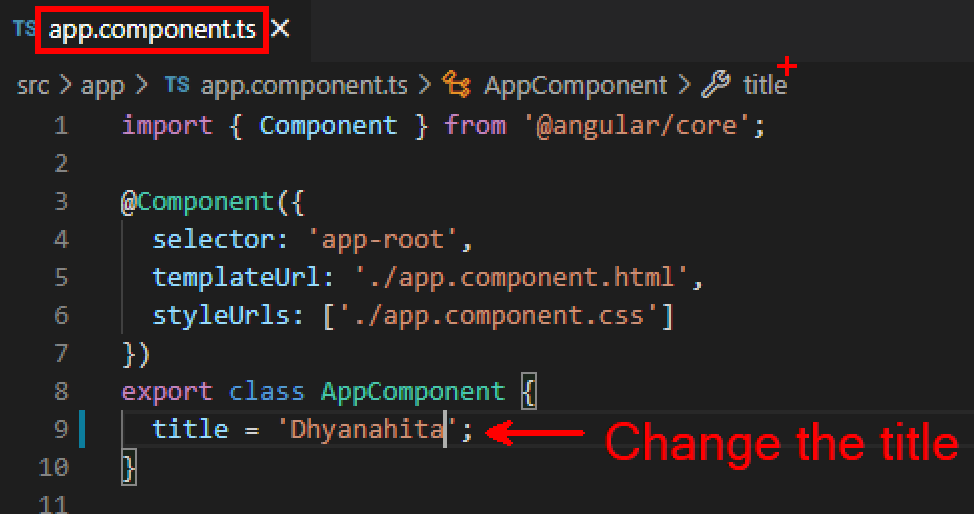 TS app.component.ts ×
src > app > TS app.component.ts > AppComponent > title
1 import { Component } from '@angular/core';
2
3 @Component({
4   selector: 'app-root',
5   templateUrl: './app.component.html',
6   styleUrls: ['./app.component.css']
7 })
8 export class AppComponent {
9   title = 'Dhyanahita'; Change the title
10 }
11